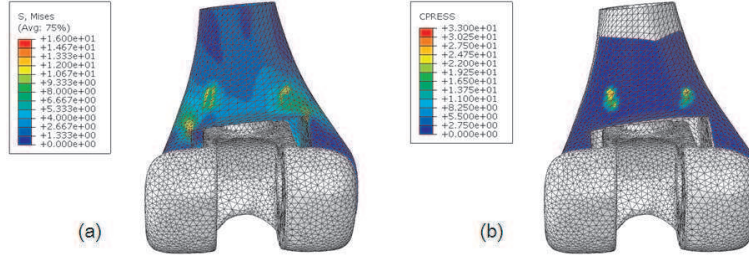 S, Mises
(Avg: 75%)
+1.600e+01
+1.467e+01
+1.333e+01
+1.200e+01
+1.067e+01
+9.333e+00
+8.000e+00
+6.667e+00
+5.333e+00
+4.000e+00
+2.667e+00
+1.333e+00
+0.000e+00
(a)
CPRESS
+3.300e+01
+3.025e+01
+2.750e+01
+2.475e+01
+2.200e+01
+1.925e+01
+1.650e+01
+1.375e+01
+1.100e+01
+8.250e+00
+5.500e+00
+2.750e+00
+0.000e+00
(b)